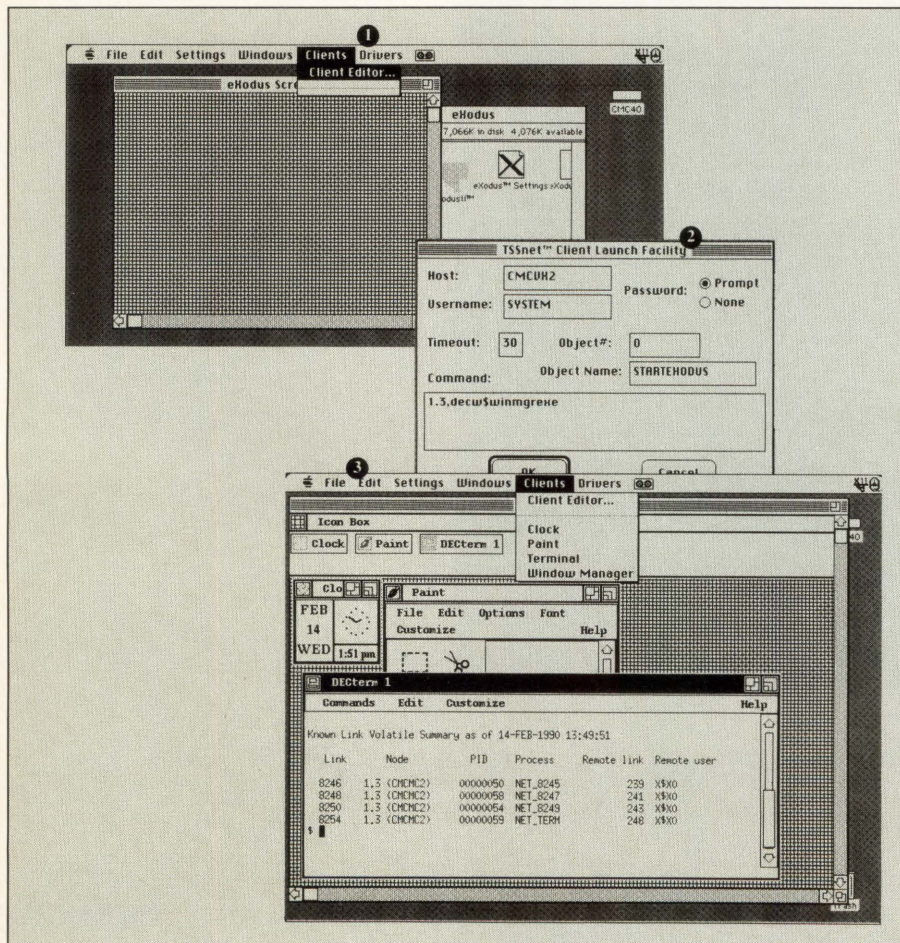 1
File Edit Settings Windows Clients Drivers
Client Editor...
eXodus Scre
CMC40
eXodus
7,066K in disk 4,076K available
eXodus™ Settings eXodu
odusII™
2
TSSnet™ Client Launch Facility
Host: CMCVX2
Password: Prompt
None
Username: SYSTEM
Timeout: 30 Object#: 0
Object Name: STARTEXODUS
Command:
1.3,decw$winmgrexe
OK Cancel
3
File Edit Settings Windows Clients Drivers
Client Editor...
Clock
Paint
Terminal
Window Manager
Icon Box
40
Clock Paint DECterm 1
Clo
FEB
14
WED 1:51 pm
Paint
File Edit Options Font
Customize Help
DECterm 1
Commands Edit Customize Help
Known Link Volatile Summary as of 14-FEB-1990 13:49:51
Link Node PID Process Remote link Remote user
8246 1.3 (CMCMC2) 00000050 NET_8245 239 X$X0
8248 1.3 (CMCMC2) 00000058 NET_8247 241 X$X0
8250 1.3 (CMCMC2) 00000054 NET_8249 243 X$X0
8254 1.3 (CMCMC2) 00000059 NET_TERM 248 X$X0
$
Trash